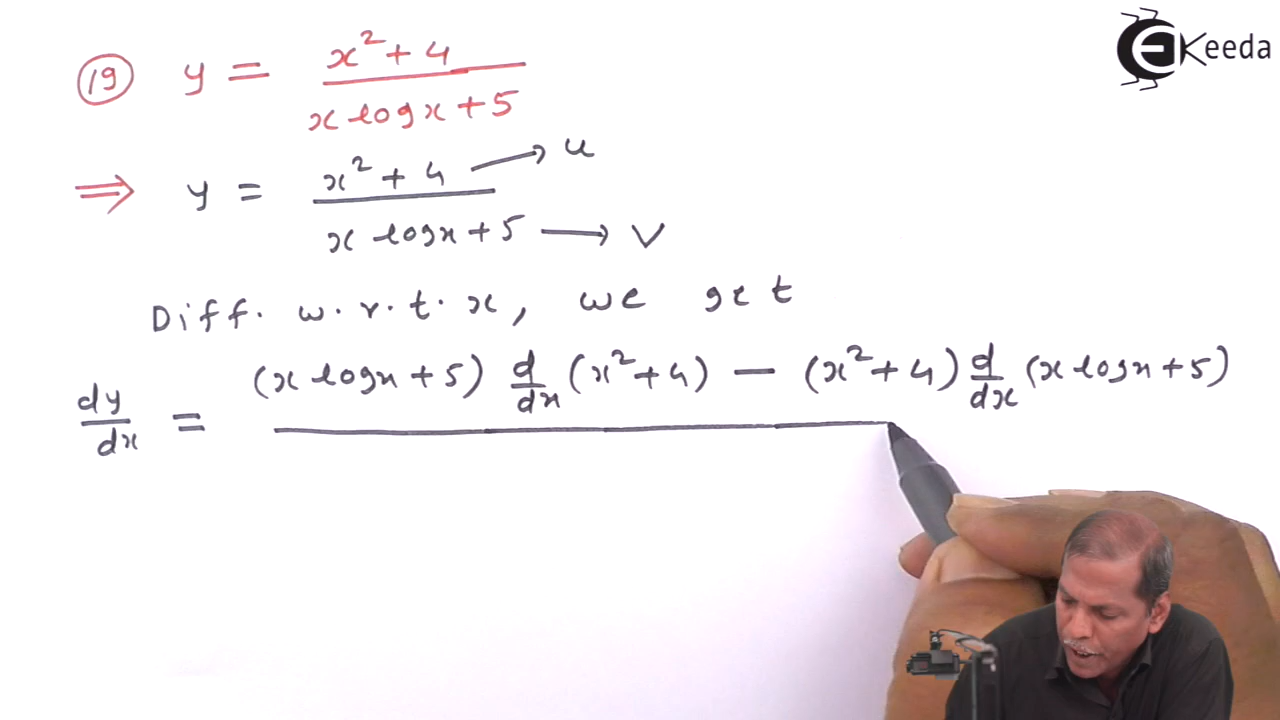 Keeda
(19) y = (x² + 4) / (x log x + 5)
⇒ y = (x² + 4 → u) / (x log x + 5 → v)
Diff. w.r.t. x, we get
dy/dx = (x log x + 5) d/dx (x² + 4) − (x² + 4) d/dx (x log x + 5)